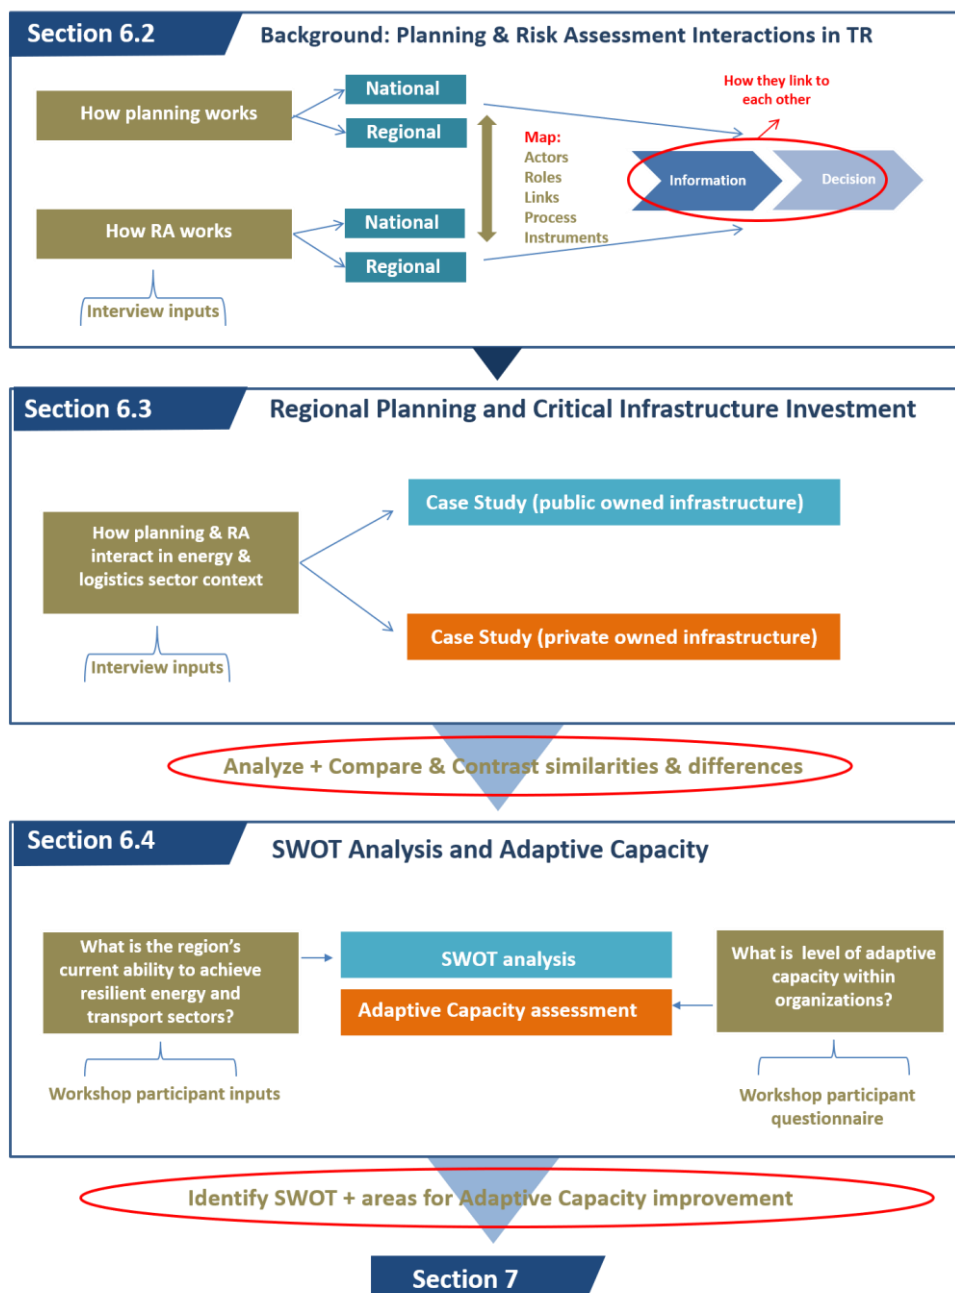 Section 6.2
Background: Planning & Risk Assessment Interactions in TR
How they link to
each other
How planning works
National
Regional
Map:
Actors
Roles
Links
Process
Instruments
Information
Decision
How RA works
National
Regional
Interview inputs
Section 6.3
Regional Planning and Critical Infrastructure Investment
How planning & RA
interact in energy &
logistics sector context
Case Study (public owned infrastructure)
Case Study (private owned infrastructure)
Interview inputs
Analyze + Compare & Contrast similarities & differences
Section 6.4
SWOT Analysis and Adaptive Capacity
What is the region's
current ability to achieve
resilient energy and
transport sectors?
SWOT analysis
Adaptive Capacity assessment
What is level of adaptive
capacity within
organizations?
Workshop participant inputs
Workshop participant
questionnaire
Identify SWOT + areas for Adaptive Capacity improvement
Section 7